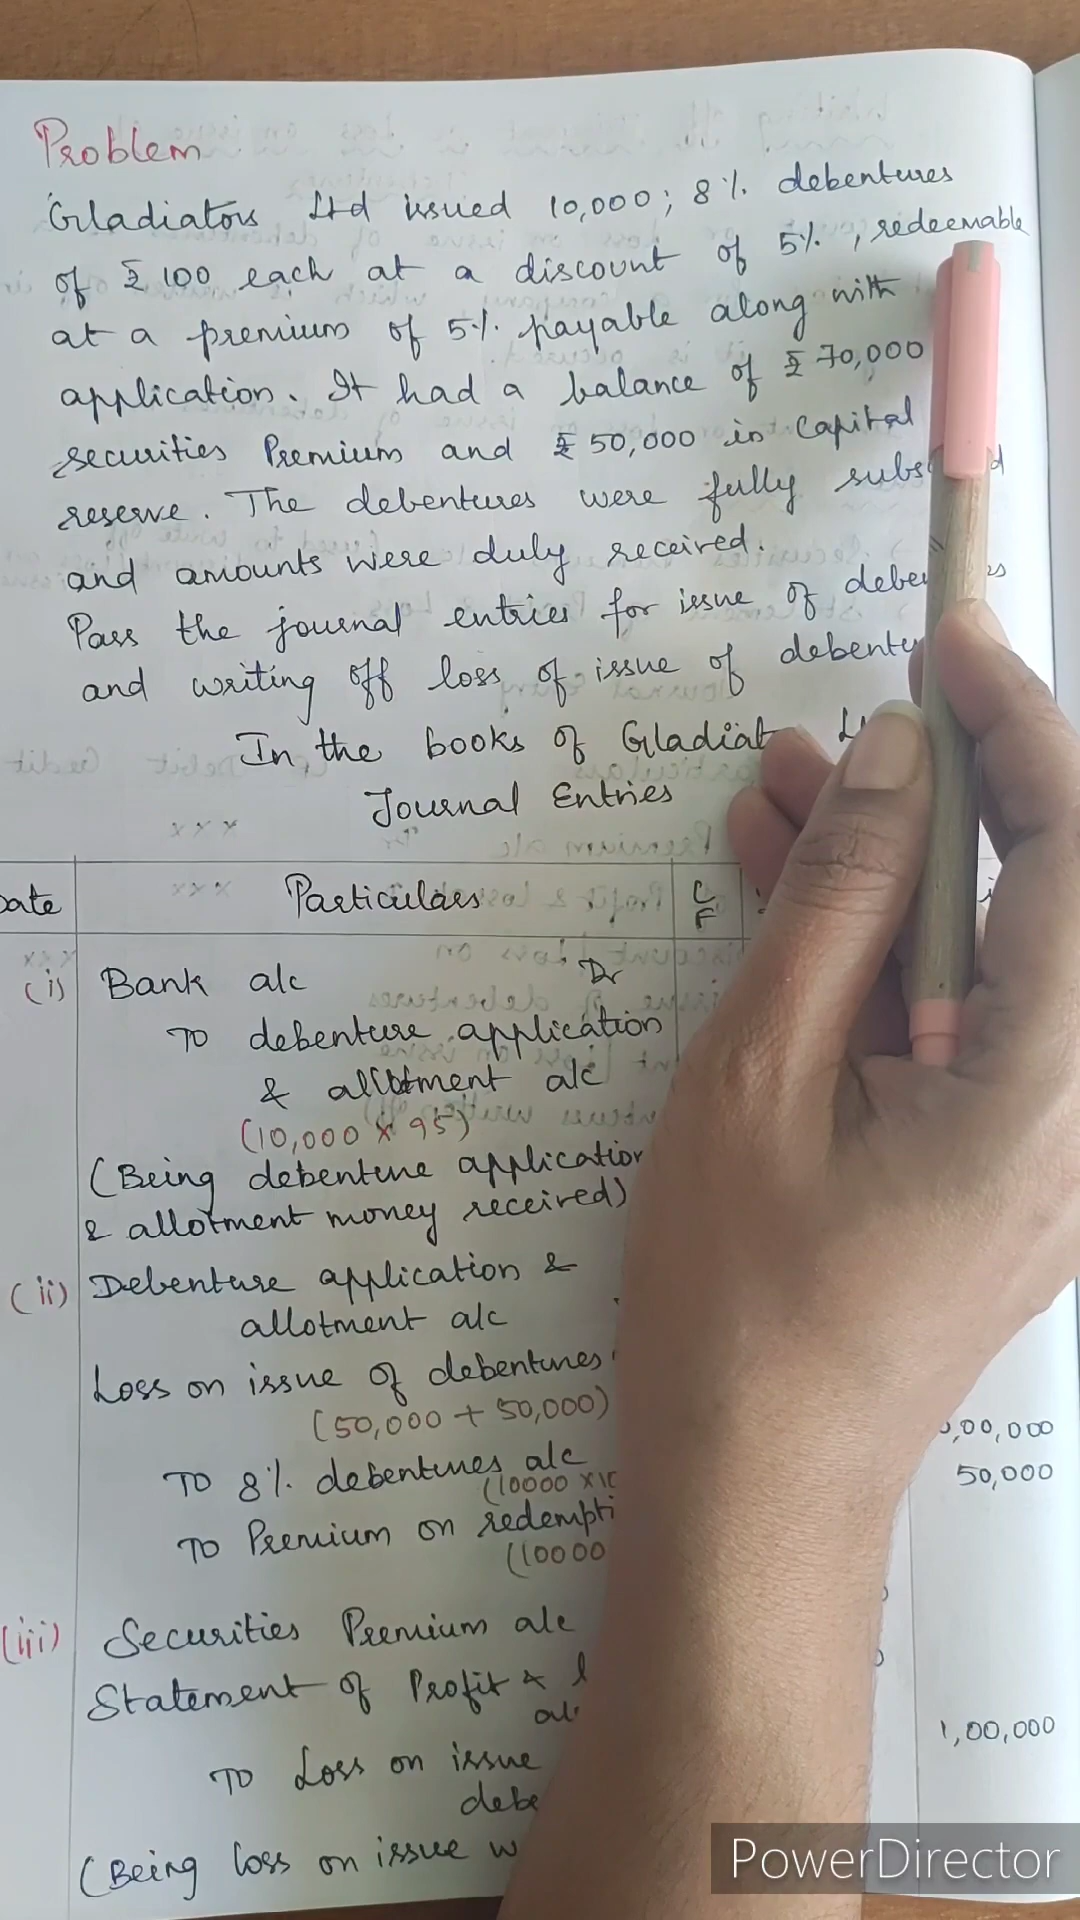 Problem
Gladiators Ltd issued 10,000; 8% debentures
of ₹ 100 each at a discount of 5%, redeemable
at a premium of 5% payable along with
application. It had a balance of ₹ 70,000
securities Premium and ₹ 50,000 in Capital
reserve. The debentures were fully
and amounts were duly received.
Pass the journal entries for issue of
and writing off loss of issue of
In the books of
Journal Entries
Date Particulars L F
(i) Bank a/c Dr
To debenture application
& allotment a/c
(10,000 x 95)
(Being debenture application
& allotment money received)
(ii) Debenture application &
allotment a/c
Loss on issue of debentures
(50,000 + 50,000)
To 8% debentures a/c
(10000 x
To Premium on
50,000
(10000
(iii) Securities Premium a/c
Statement of Profit &
1,00,000
To Loss on issue
(Being loss on issue
PowerDirector